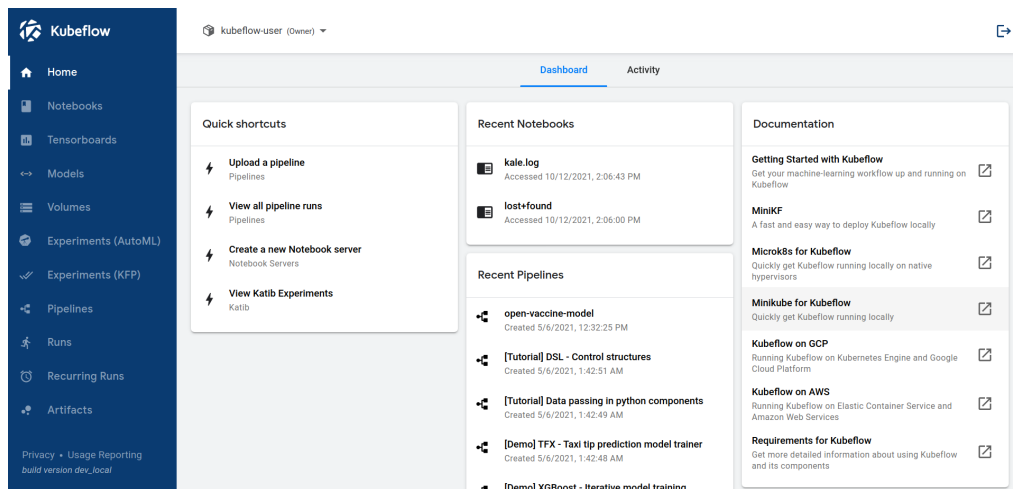 Kubeflow
kubeflow-user (Owner)
Home
Notebooks
Tensorboards
Models
Volumes
Experiments (AutoML)
Experiments (KFP)
Pipelines
Runs
Recurring Runs
Artifacts
Privacy • Usage Reporting
build version dev_local
Dashboard Activity
Quick shortcuts
Upload a pipeline
Pipelines
View all pipeline runs
Pipelines
Create a new Notebook server
Notebook Servers
View Katib Experiments
Katib
Recent Notebooks
kale.log
Accessed 10/12/2021, 2:06:43 PM
lost+found
Accessed 10/12/2021, 2:06:00 PM
Recent Pipelines
open-vaccine-model
Created 5/6/2021, 12:32:25 PM
[Tutorial] DSL - Control structures
Created 5/6/2021, 1:42:51 AM
[Tutorial] Data passing in python components
Created 5/6/2021, 1:42:49 AM
[Demo] TFX - Taxi tip prediction model trainer
Created 5/6/2021, 1:42:48 AM
[Demo] XGBoost - Iterative model training
Documentation
Getting Started with Kubeflow
Get your machine-learning workflow up and running on
Kubeflow
MiniKF
A fast and easy way to deploy Kubeflow locally
Microk8s for Kubeflow
Quickly get Kubeflow running locally on native
hypervisors
Minikube for Kubeflow
Quickly get Kubeflow running locally
Kubeflow on GCP
Running Kubeflow on Kubernetes Engine and Google
Cloud Platform
Kubeflow on AWS
Running Kubeflow on Elastic Container Service and
Amazon Web Services
Requirements for Kubeflow
Get more detailed information about using Kubeflow
and its components